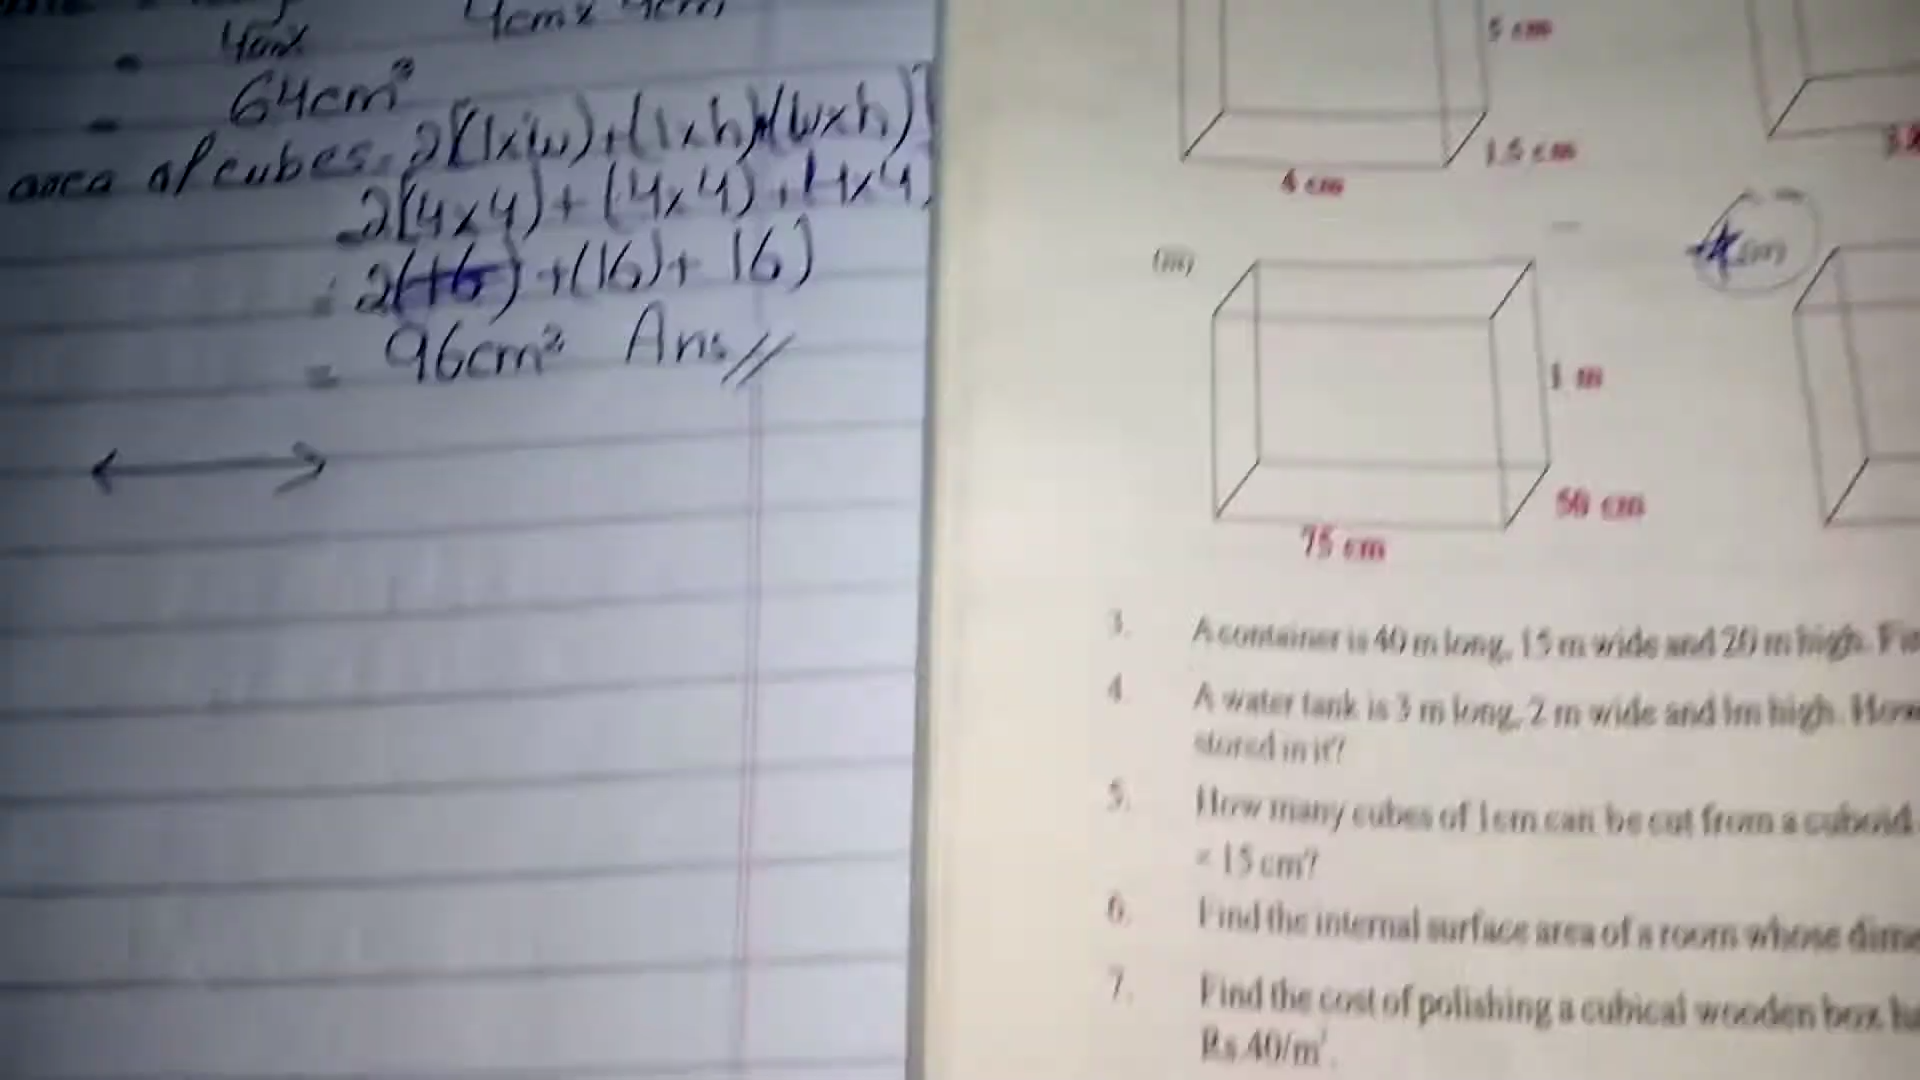 64cm³
area of cubes = 2[(l×w)+(l×h)+(w×h)]
2[(4×4)+(4×4)+(4×4)
= 2(16)+(16)+16)
= 96cm² Ans
5 cm
1.5 cm
4 cm
(iii)
1 m
50 cm
75 cm
3. A container is 40 m long, 15 m wide and 20 m high.
4. A water tank is 3 m long, 2 m wide and 1m high. How
stored in it?
5. How many cubes of 1cm can be cut from a cuboid
× 15 cm?
6. Find the internal surface area of a room whose
7. Find the cost of polishing a cubical wooden box
Rs 40/m².